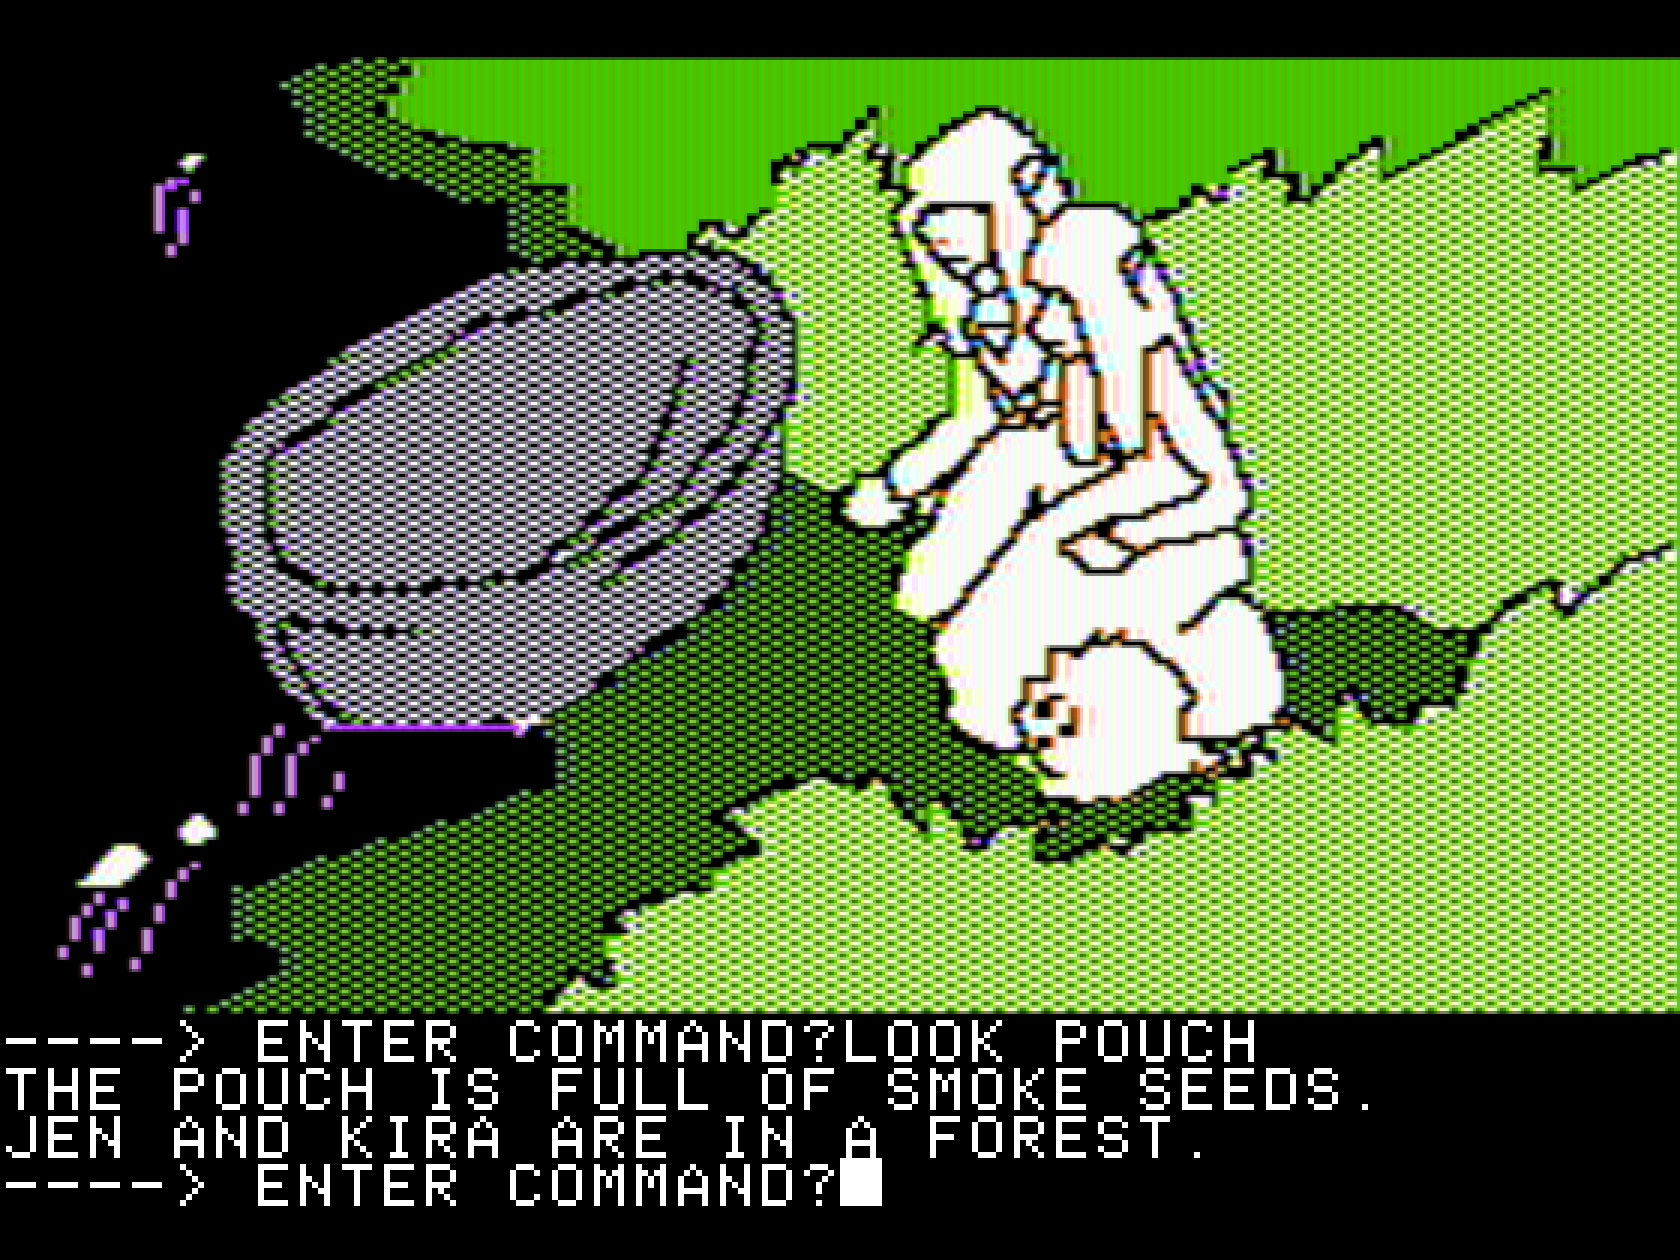 ----> ENTER COMMAND?LOOK POUCH
THE POUCH IS FULL OF SMOKE SEEDS.
JEN AND KIRA ARE IN A FOREST.
----> ENTER COMMAND?